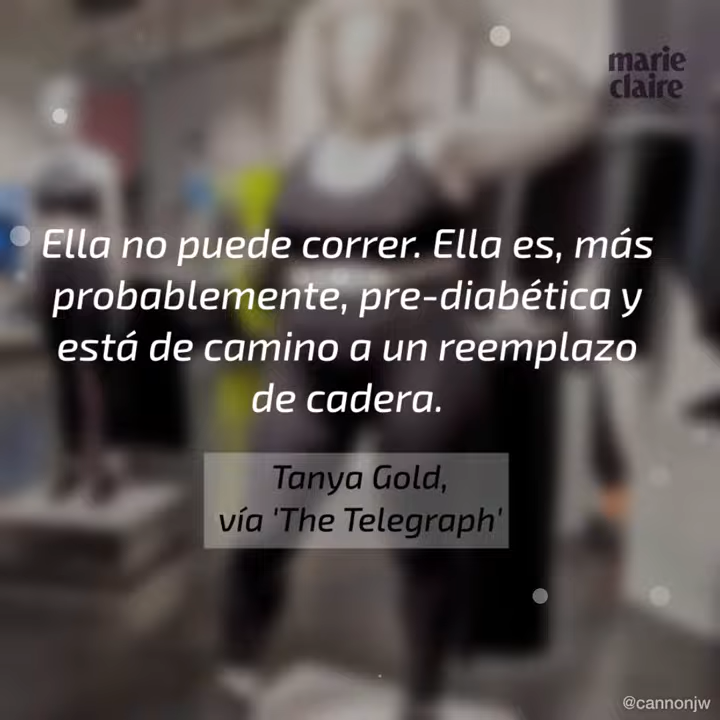 marie
claire
Ella no puede correr. Ella es, más
probablemente, pre-diabética y
está de camino a un reemplazo
de cadera.
Tanya Gold,
vía 'The Telegraph'
@cannonjw